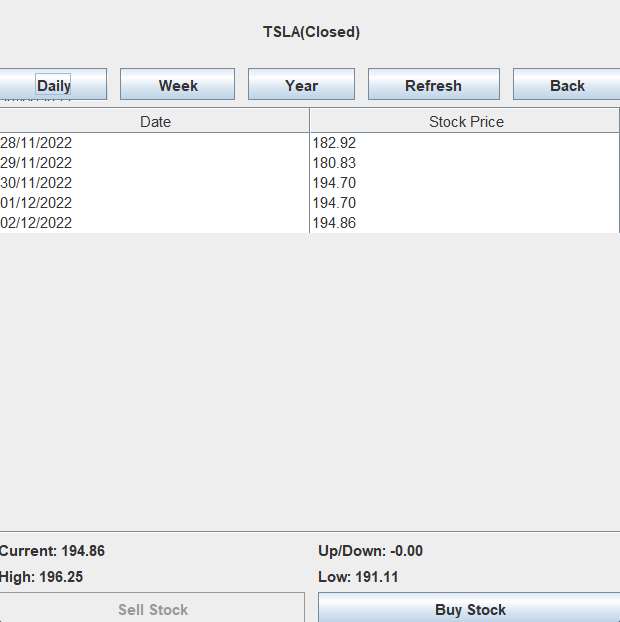 TSLA(Closed)
Daily Week Year Refresh Back
Date Stock Price
28/11/2022 182.92
29/11/2022 180.83
30/11/2022 194.70
01/12/2022 194.70
02/12/2022 194.86
Current: 194.86 Up/Down: -0.00
High: 196.25 Low: 191.11
Sell Stock Buy Stock